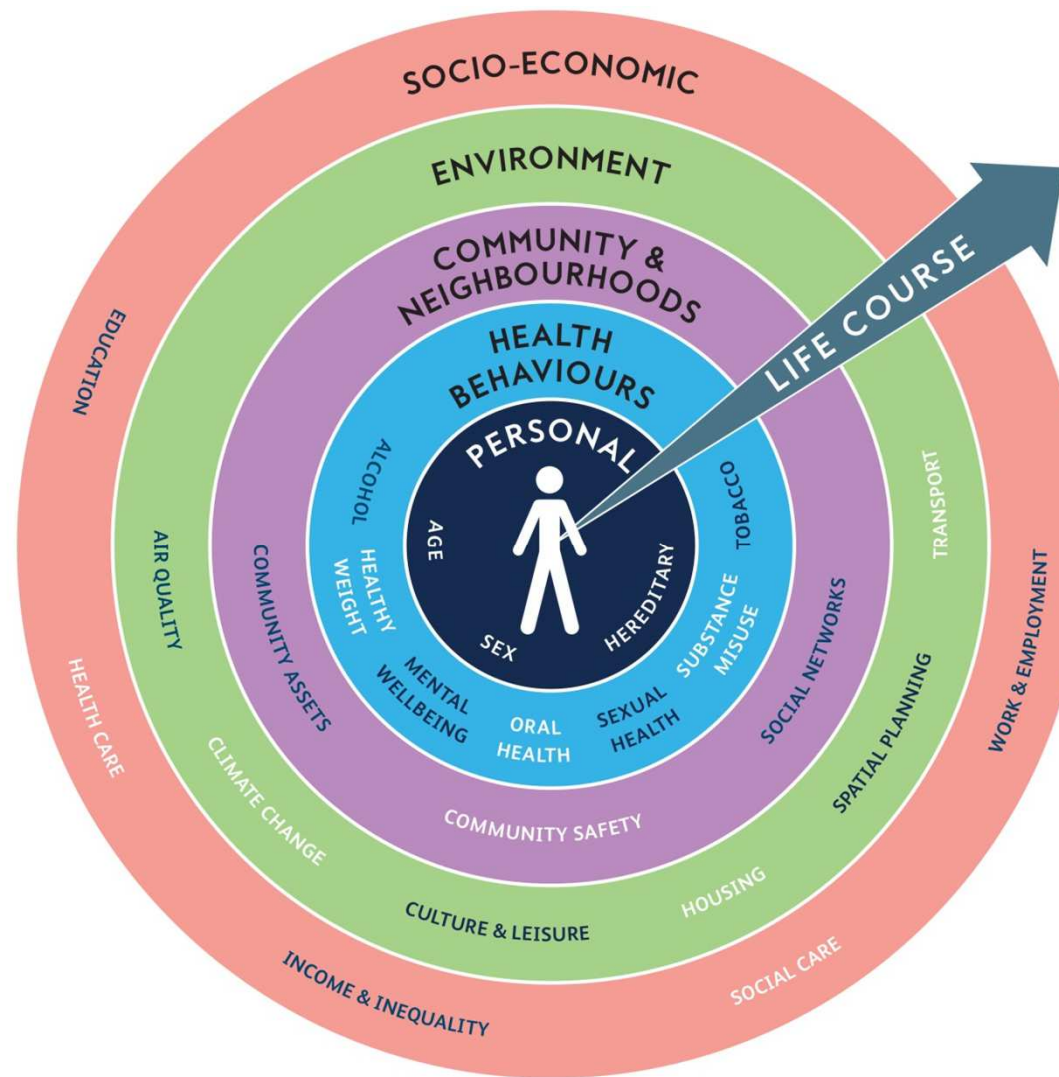 SOCIO-ECONOMIC
EDUCATION
HEALTH CARE
INCOME & INEQUALITY
SOCIAL CARE
WORK & EMPLOYMENT
ENVIRONMENT
AIR QUALITY
CLIMATE CHANGE
CULTURE & LEISURE
HOUSING
SPATIAL PLANNING
TRANSPORT
COMMUNITY &
NEIGHBOURHOODS
COMMUNITY ASSETS
COMMUNITY SAFETY
SOCIAL NETWORKS
HEALTH
BEHAVIOURS
ALCOHOL
HEALTHY
WEIGHT
MENTAL
WELLBEING
ORAL
HEALTH
SEXUAL
HEALTH
SUBSTANCE
MISUSE
TOBACCO
PERSONAL
AGE
SEX
HEREDITARY
LIFE COURSE